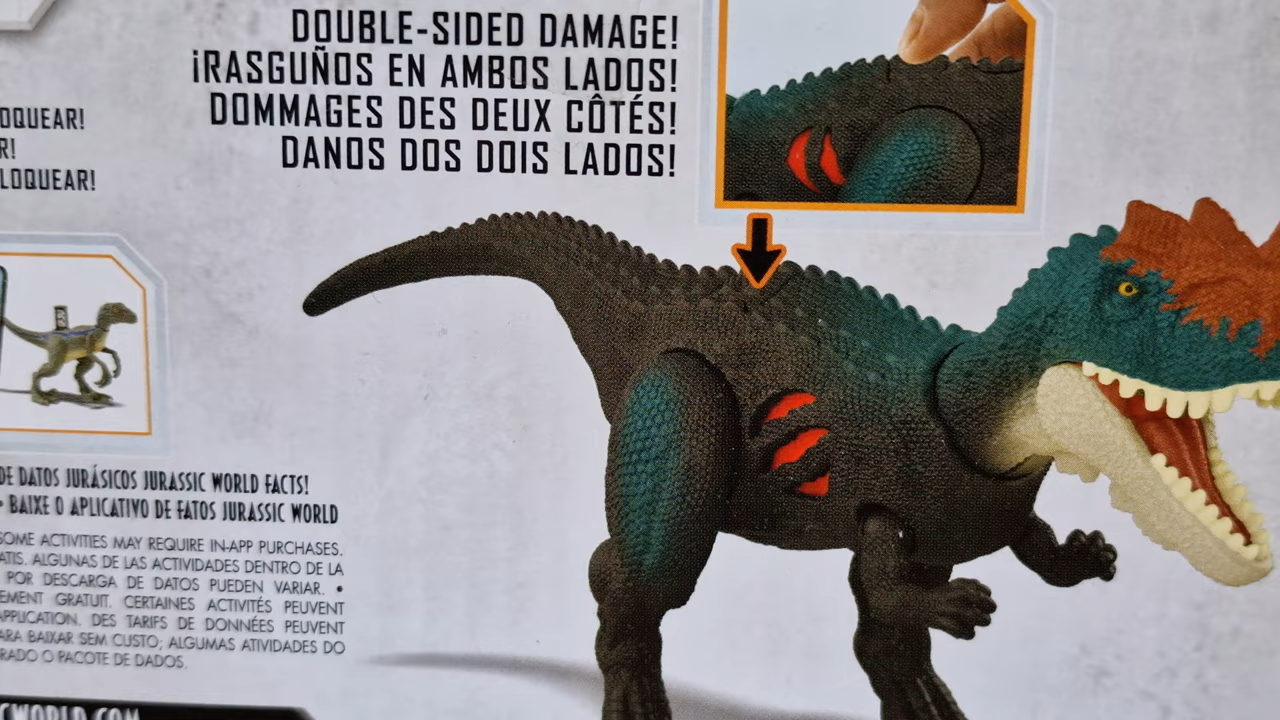 DOUBLE-SIDED DAMAGE!
¡RASGUÑOS EN AMBOS LADOS!
DOMMAGES DES DEUX CÔTÉS!
DANOS DOS DOIS LADOS!
OQUEAR!
R!
LOQUEAR!
DE DATOS JURÁSICOS JURASSIC WORLD FACTS!
• BAIXE O APLICATIVO DE FATOS JURASSIC WORLD
SOME ACTIVITIES MAY REQUIRE IN-APP PURCHASES.
ATIS. ALGUNAS DE LAS ACTIVIDADES DENTRO DE LA
POR DESCARGA DE DATOS PUEDEN VARIAR. •
EMENT GRATUIT. CERTAINES ACTIVITÉS PEUVENT
APPLICATION. DES TARIFS DE DONNÉES PEUVENT
ARA BAIXAR SEM CUSTO; ALGUMAS ATIVIDADES DO
RADO O PACOTE DE DADOS.
CWORLD.COM